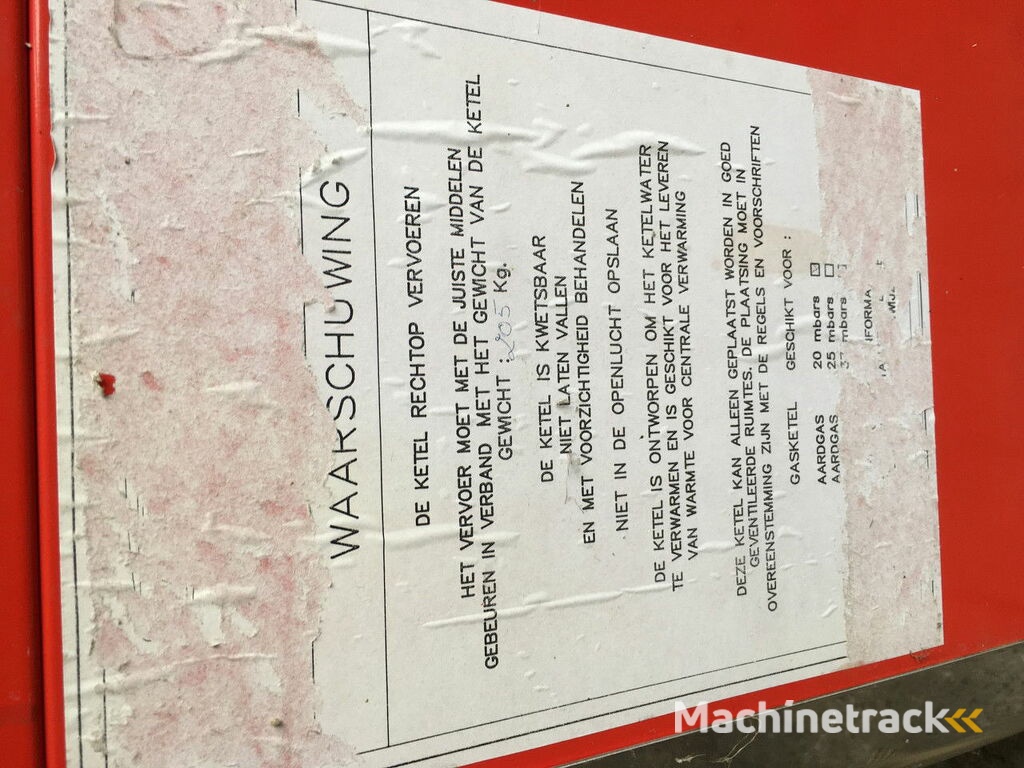 WAARSCHUWING
DE KETEL RECHTOP VERVOEREN
HET VERVOER MOET MET DE JUISTE MIDDELEN
GEBEUREN IN VERBAND MET HET GEWICHT VAN DE KETEL
GEWICHT : 205 Kg.
DE KETEL IS KWETSBAAR
NIET LATEN VALLEN
EN MET VOORZICHTIGHEID BEHANDELEN
NIET IN DE OPENLUCHT OPSLAAN
DE KETEL IS ONTWORPEN OM HET KETELWATER
TE VERWARMEN EN IS GESCHIKT VOOR HET LEVEREN
VAN WARMTE VOOR CENTRALE VERWARMING
DEZE KETEL KAN ALLEEN GEPLAATST WORDEN IN GOED
GEVENTILEERDE RUIMTES. DE PLAATSING MOET IN
OVEREENSTEMMING ZIJN MET DE REGELS EN VOORSCHRIFTEN
GASKETEL GESCHIKT VOOR :
AARDGAS 20 mbars
AARDGAS 25 mbars
mbars
Machinetrack